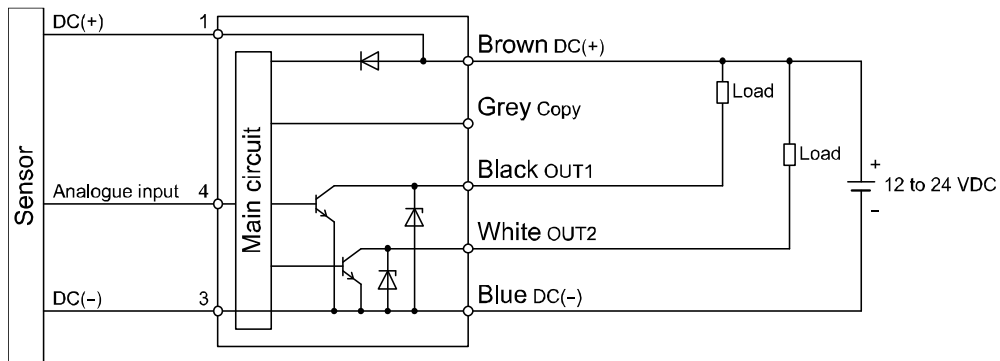 Sensor
DC(+)
1
Analogue input
4
DC(−)
3
Main circuit
Brown DC(+)
Grey Copy
Black OUT1
White OUT2
Blue DC(−)
Load
Load
+
12 to 24 VDC
−